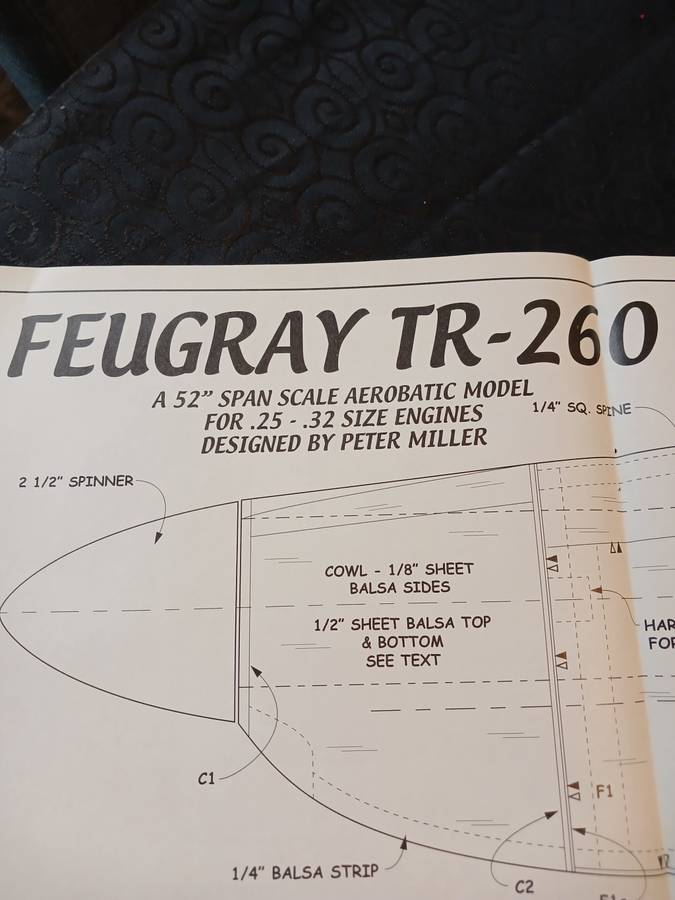 FEUGRAY TR-260
A 52” SPAN SCALE AEROBATIC MODEL
FOR .25 - .32 SIZE ENGINES
DESIGNED BY PETER MILLER
1/4" SQ. SPINE
2 1/2" SPINNER
COWL - 1/8" SHEET
BALSA SIDES
1/2" SHEET BALSA TOP
& BOTTOM
SEE TEXT
HAR
FOR
C1
F1
1/4" BALSA STRIP
C2